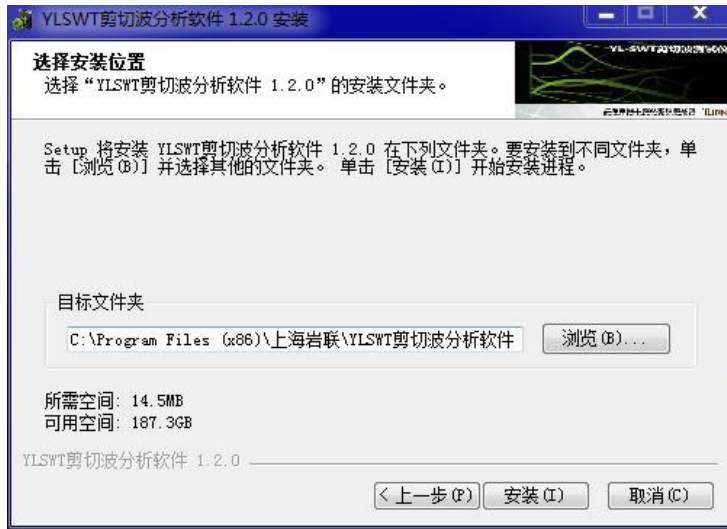 YLSWT剪切波分析软件 1.2.0 安装
选择安装位置
选择“YLSWT剪切波分析软件 1.2.0”的安装文件夹。
Setup 将安装 YLSWT剪切波分析软件 1.2.0 在下列文件夹。要安装到不同文件夹，单
击 [浏览(B)] 并选择其他的文件夹。 单击 [安装(I)] 开始安装进程。
目标文件夹
C:\Program Files (x86)\上海岩联\YLSWT剪切波分析软件
浏览(B)...
所需空间: 14.5MB
可用空间: 187.3GB
YLSWT剪切波分析软件 1.2.0
< 上一步(P)
安装(I)
取消(C)